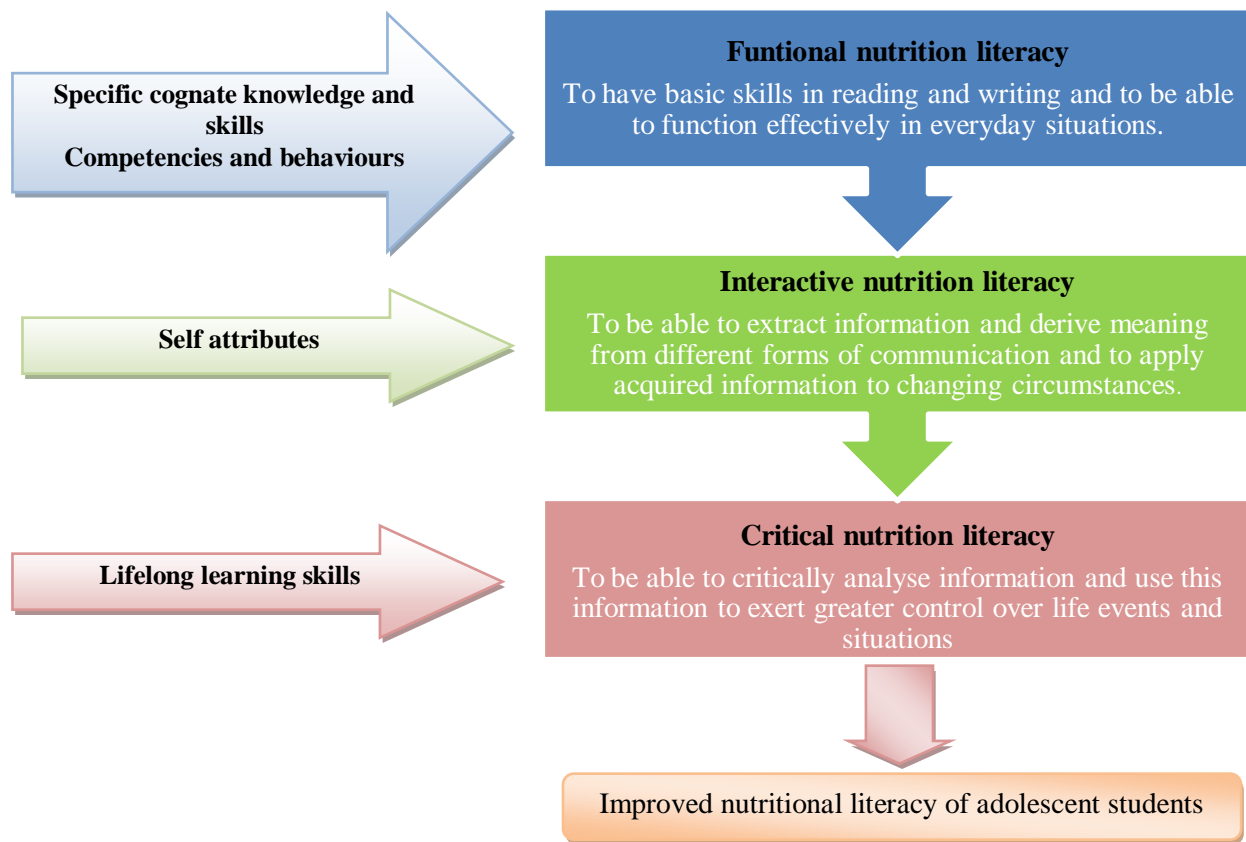 Specific cognate knowledge and
skills
Competencies and behaviours
Funtional nutrition literacy
To have basic skills in reading and writing and to be able
to function effectively in everyday situations.
Self attributes
Interactive nutrition literacy
To be able to extract information and derive meaning
from different forms of communication and to apply
acquired information to changing circumstances.
Lifelong learning skills
Critical nutrition literacy
To be able to critically analyse information and use this
information to exert greater control over life events and
situations
Improved nutritional literacy of adolescent students